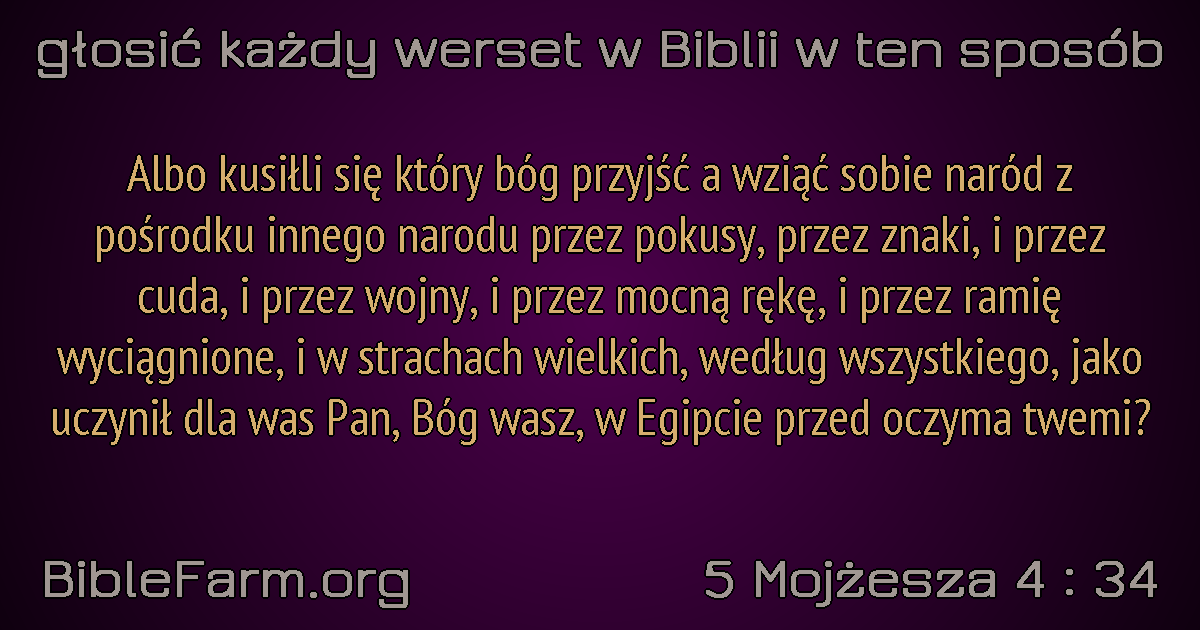 głosić każdy werset w Biblii w ten sposób
Albo kusiłli się który bóg przyjść a wziąć sobie naród z
pośrodku innego narodu przez pokusy, przez znaki, i przez
cuda, i przez wojny, i przez mocną rękę, i przez ramię
wyciągnione, i w strachach wielkich, według wszystkiego, jako
uczynił dla was Pan, Bóg wasz, w Egipcie przed oczyma twemi?
BibleFarm.org
5 Mojżesza 4 : 34